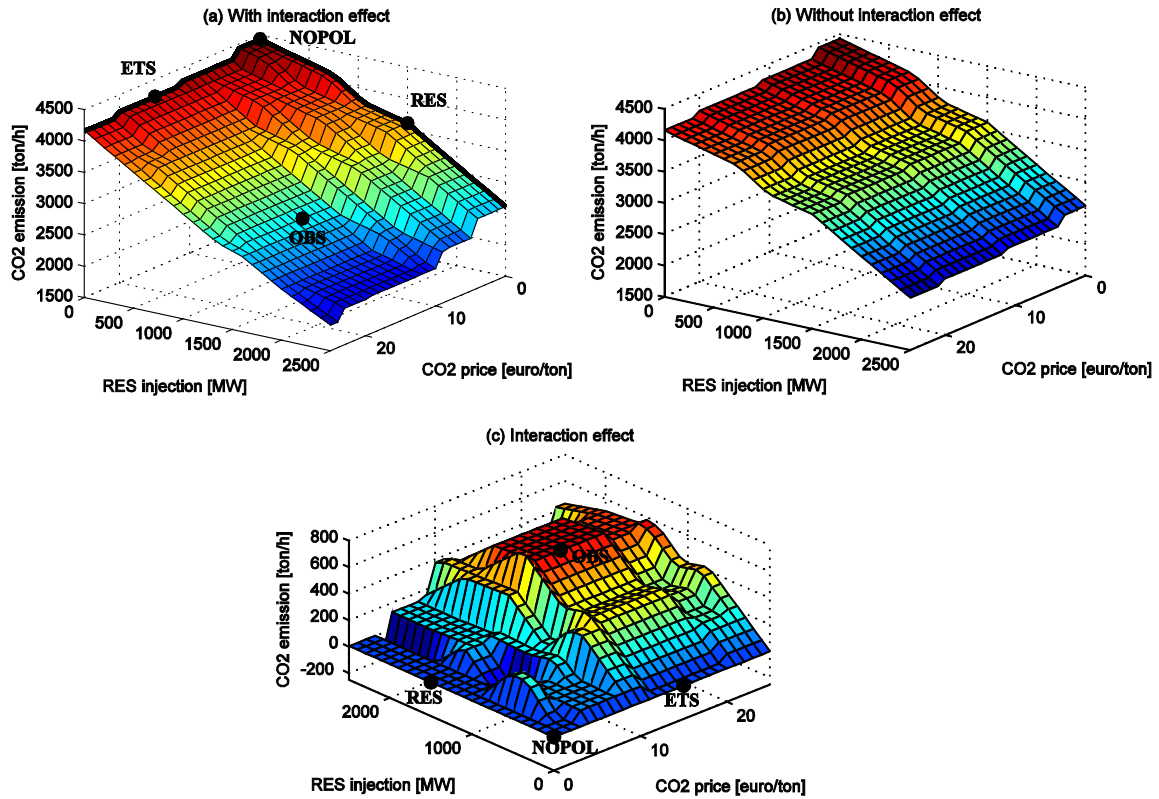 (a) With interaction effect
NOPOL
ETS
RES
OBS
4500
4000
3500
3000
2500
2000
1500
CO2 emission [ton/h]
0
500
1000
1500
2000
2500
RES injection [MW]
0
10
20
CO2 price [euro/ton]
(b) Without interaction effect
4500
4000
3500
3000
2500
2000
1500
CO2 emission [ton/h]
0
500
1000
1500
2000
2500
RES injection [MW]
0
10
20
CO2 price [euro/ton]
(c) Interaction effect
800
600
400
200
0
-200
CO2 emission [ton/h]
OBS
RES
ETS
NOPOL
2000
1000
0
RES injection [MW]
0
10
20
CO2 price [euro/ton]